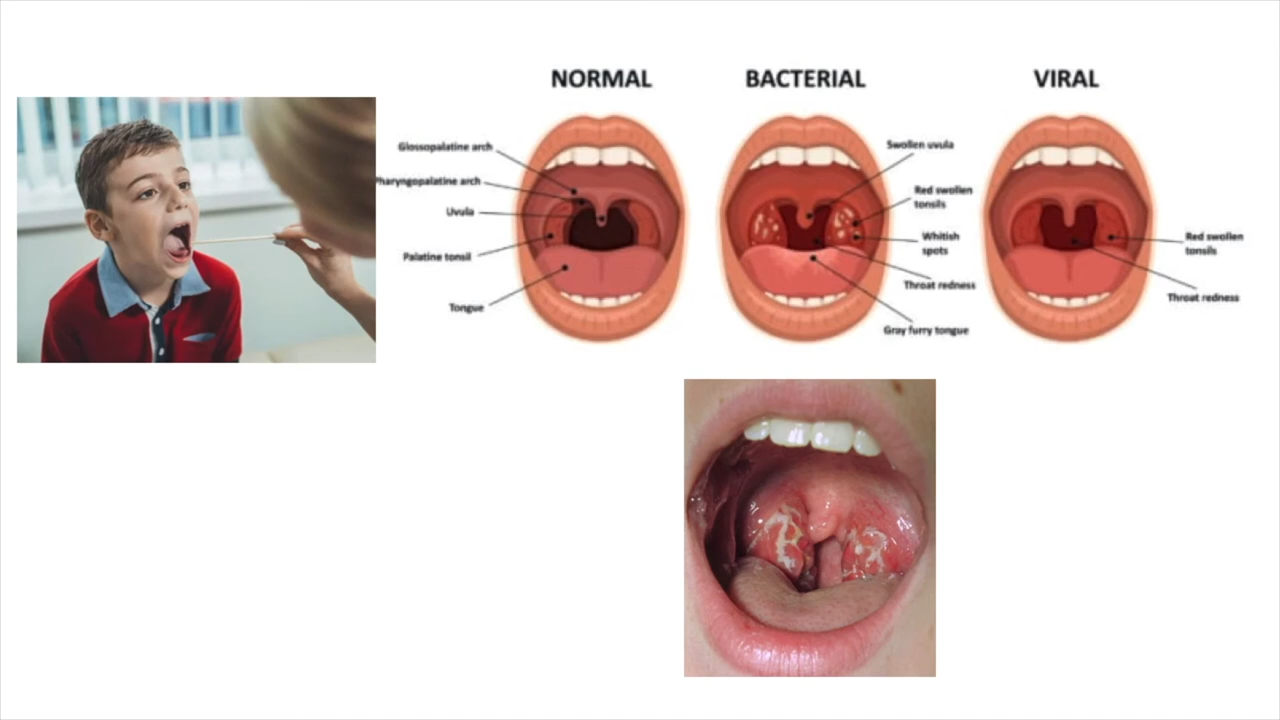 NORMAL
BACTERIAL
VIRAL
Glossopalatine arch
Pharyngopalatine arch
Uvula
Palatine tonsil
Tongue
Swollen uvula
Red swollen
tonsils
Whitish
spots
Throat redness
Gray furry tongue
Red swollen
tonsils
Throat redness